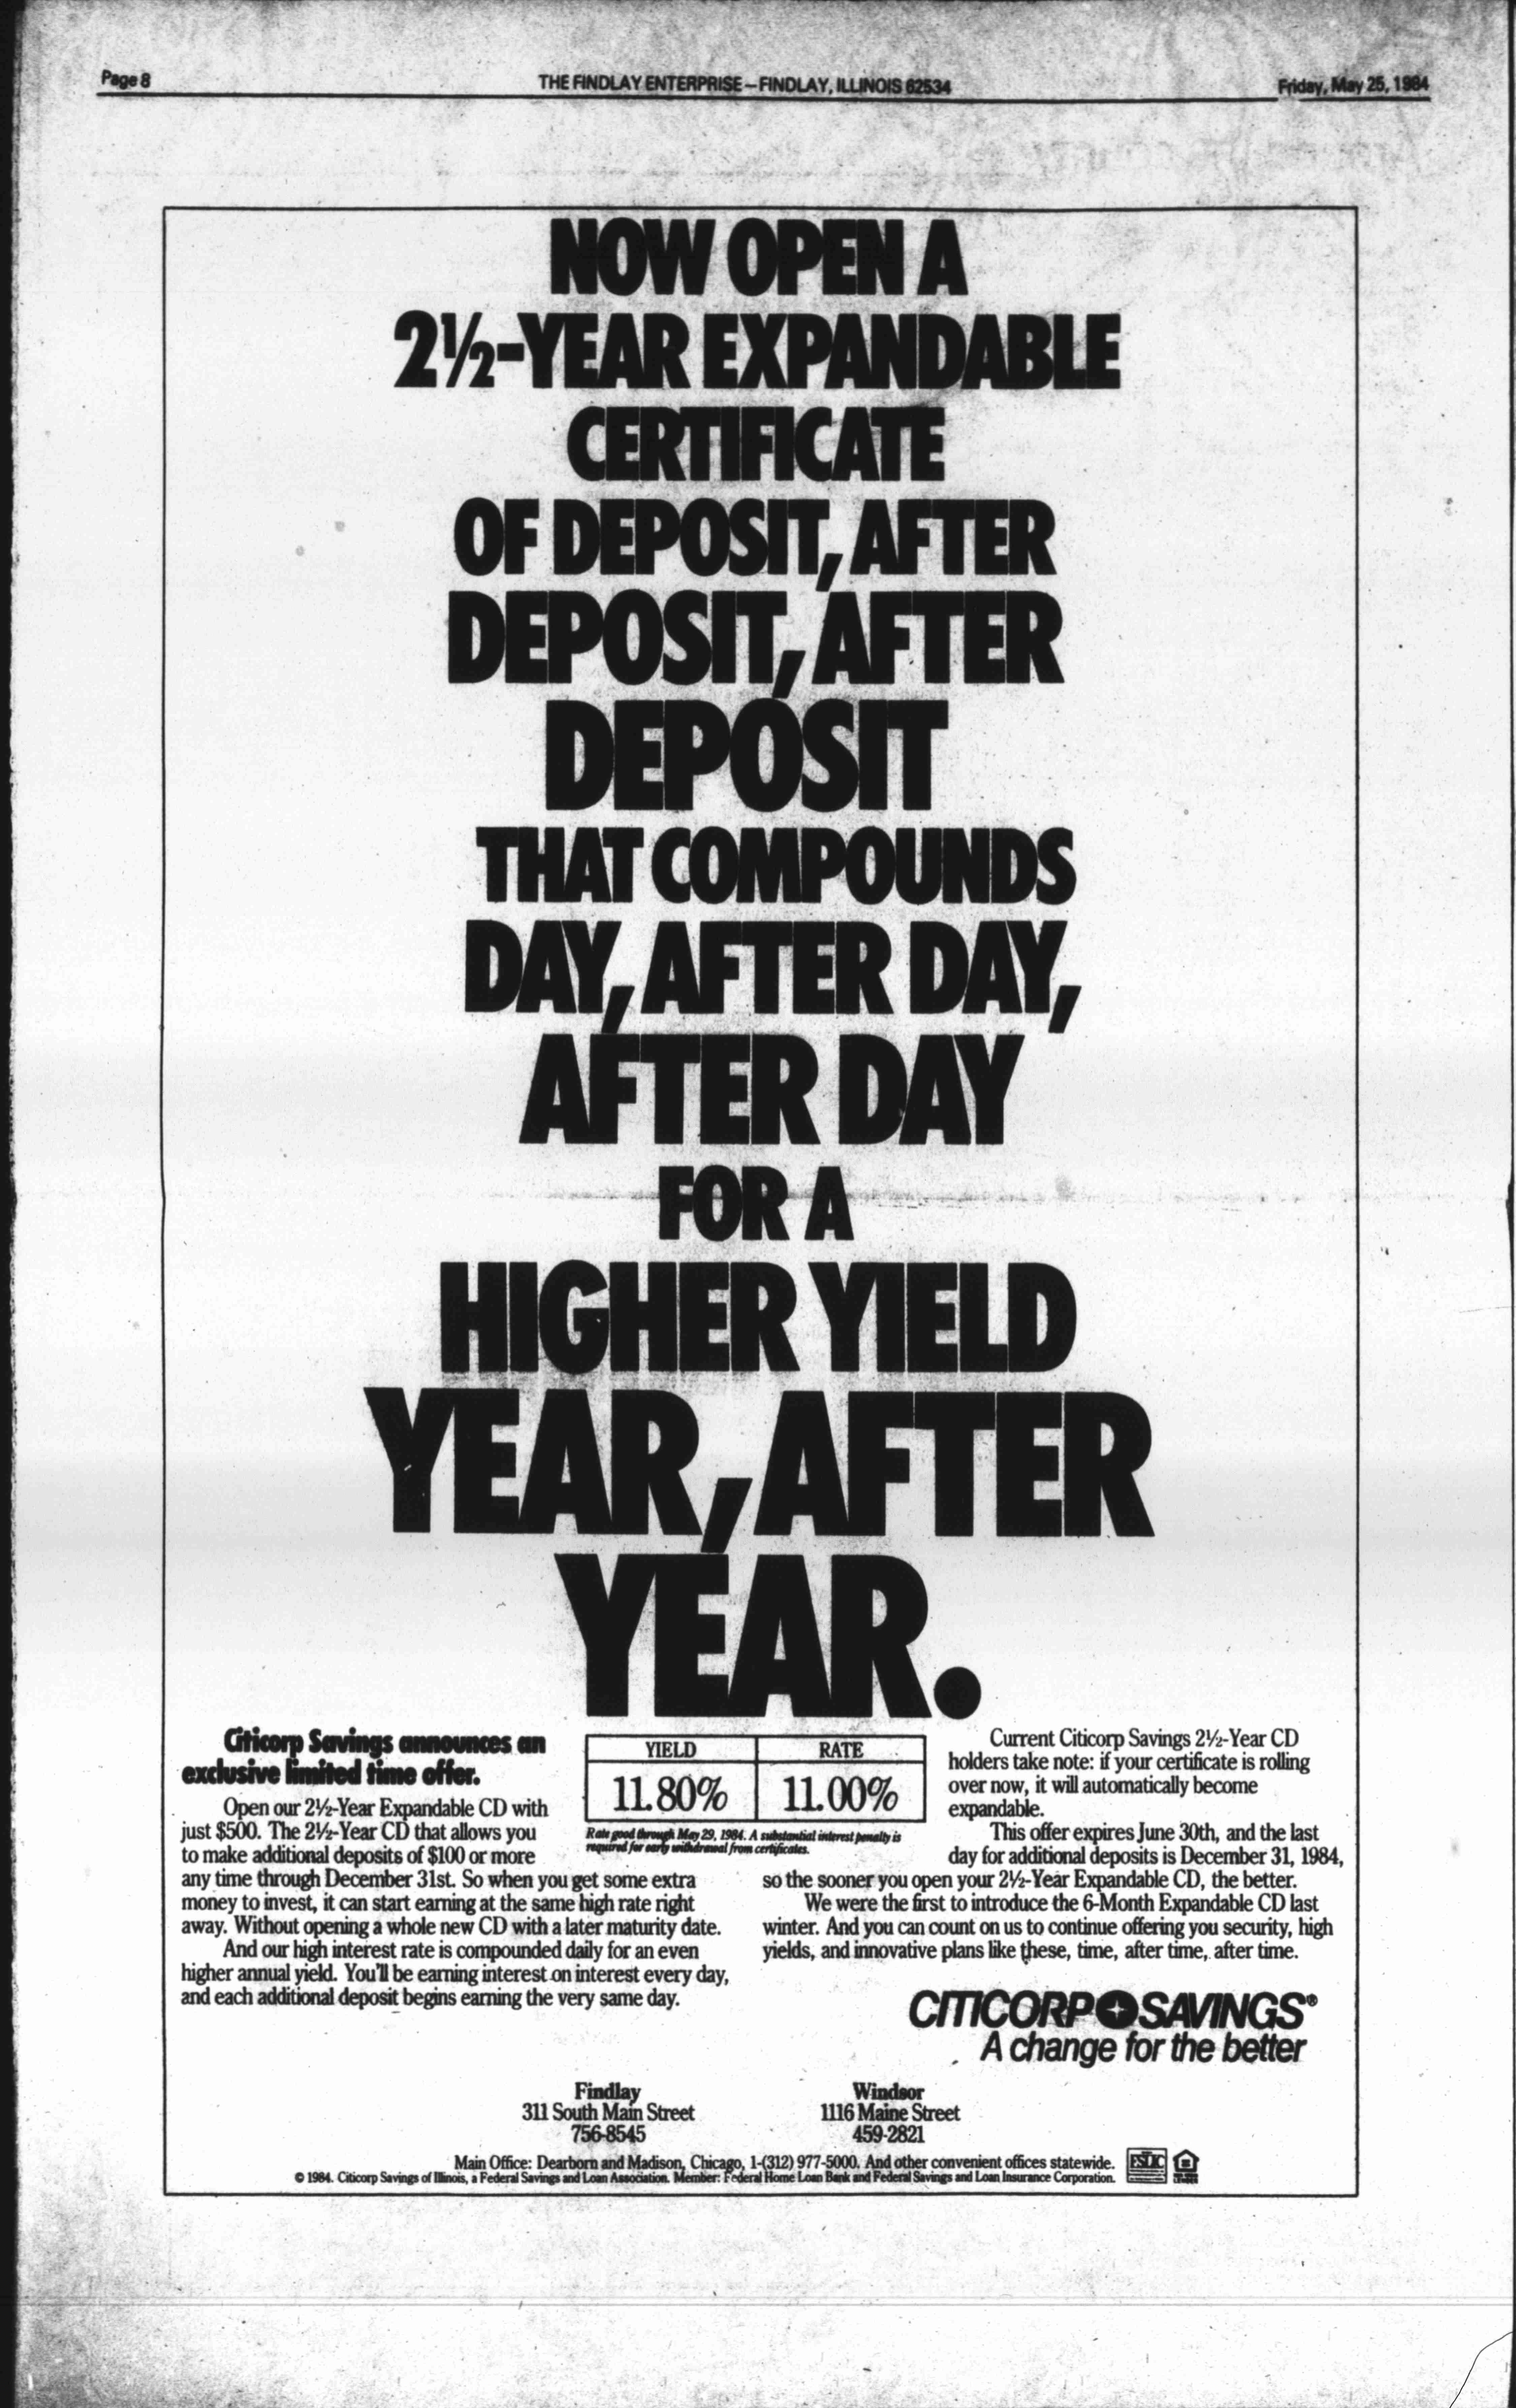 Page 8
THE FINDLAY ENTERPRISE — FINDLAY, ILLINOIS 62534
Friday, May 25, 1984
NOW OPEN A
2½-YEAR EXPANDABLE
CERTIFICATE
OF DEPOSIT, AFTER
DEPOSIT, AFTER
DEPOSIT
THAT COMPOUNDS
DAY, AFTER DAY,
AFTER DAY
FOR A
HIGHER YIELD
YEAR, AFTER
YEAR.
Citicorp Savings announces an
exclusive limited time offer.
Open our 2½-Year Expandable CD with
just $500. The 2½-Year CD that allows you
to make additional deposits of $100 or more
any time through December 31st. So when you get some extra
money to invest, it can start earning at the same high rate right
away. Without opening a whole new CD with a later maturity date.
And our high interest rate is compounded daily for an even
higher annual yield. You'll be earning interest on interest every day,
and each additional deposit begins earning the very same day.
YIELD RATE
11.80% 11.00%
Rate good through May 29, 1984. A substantial interest penalty is
required for early withdrawal from certificates.
Current Citicorp Savings 2½-Year CD
holders take note: if your certificate is rolling
over now, it will automatically become
expandable.
This offer expires June 30th, and the last
day for additional deposits is December 31, 1984,
so the sooner you open your 2½-Year Expandable CD, the better.
We were the first to introduce the 6-Month Expandable CD last
winter. And you can count on us to continue offering you security, high
yields, and innovative plans like these, time, after time, after time.
CITICORP SAVINGS®
A change for the better
Findlay
311 South Main Street
756-8545
Windsor
1116 Maine Street
459-2821
Main Office: Dearborn and Madison, Chicago, 1-(312) 977-5000. And other convenient offices statewide.
© 1984. Citicorp Savings of Illinois, a Federal Savings and Loan Association. Member: Federal Home Loan Bank and Federal Savings and Loan Insurance Corporation.
FSLIC